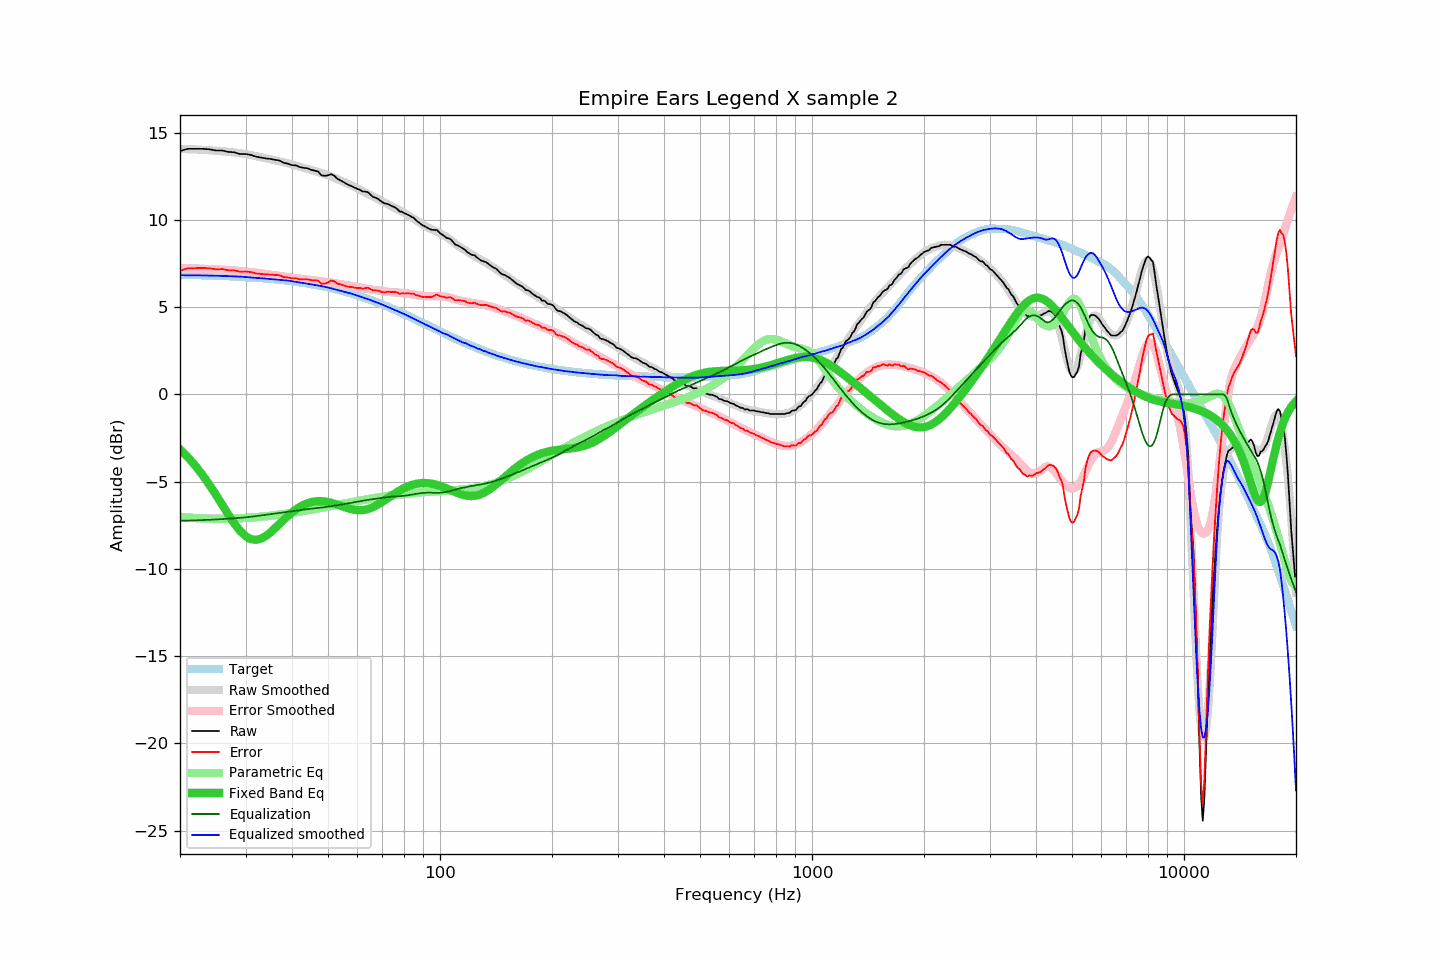 Empire Ears Legend X sample 2
Amplitude (dBr)
15
10
5
0
−5
−10
−15
−20
−25
Target
Raw Smoothed
Error Smoothed
Raw
Error
Parametric Eq
Fixed Band Eq
Equalization
Equalized smoothed
100
1000
10000
Frequency (Hz)